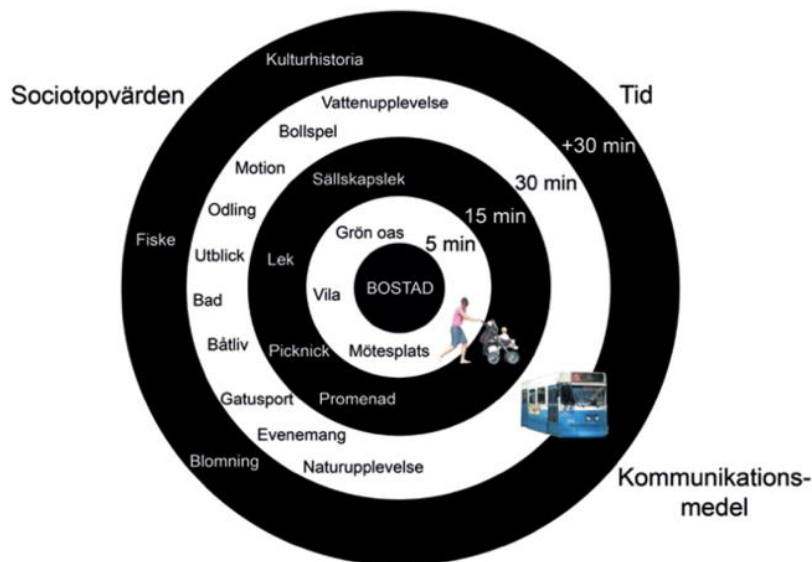 Kulturhistoria
Sociotopvärden
Tid
Vattenupplevelse
Bollspel
+30 min
Motion
Sällskapslek
30 min
Odling
15 min
Grön oas
5 min
Fiske
Utblick
Lek
BOSTAD
Vila
Bad
Båtliv
Picknick
Mötesplats
Gatusport
Promenad
Evenemang
Blomning
Naturupplevelse
Kommunikations-
medel